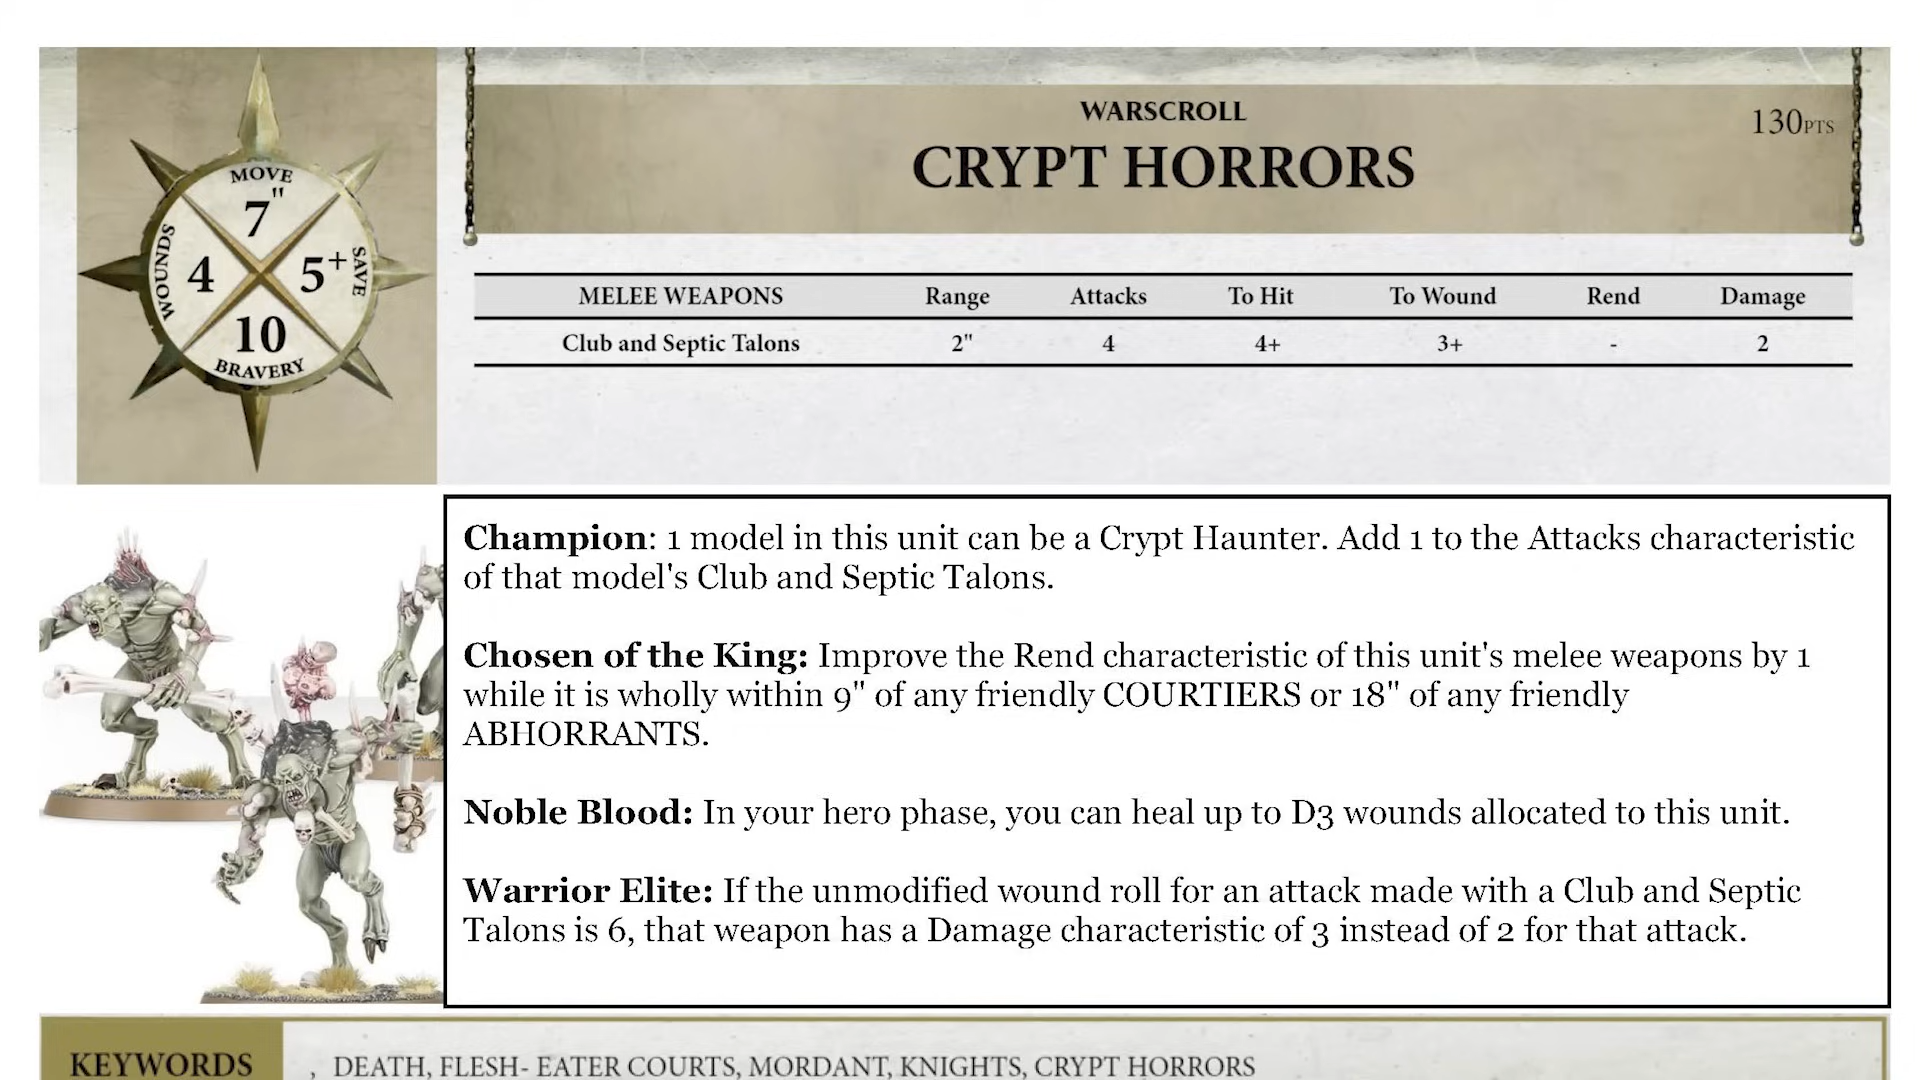 MOVE
7"
WOUNDS
4
5+
SAVE
10
BRAVERY
WARSCROLL
130PTS
CRYPT HORRORS
MELEE WEAPONS Range Attacks To Hit To Wound Rend Damage
Club and Septic Talons 2" 4 4+ 3+ - 2
Champion: 1 model in this unit can be a Crypt Haunter. Add 1 to the Attacks characteristic
of that model's Club and Septic Talons.
Chosen of the King: Improve the Rend characteristic of this unit's melee weapons by 1
while it is wholly within 9" of any friendly COURTIERS or 18" of any friendly
ABHORRANTS.
Noble Blood: In your hero phase, you can heal up to D3 wounds allocated to this unit.
Warrior Elite: If the unmodified wound roll for an attack made with a Club and Septic
Talons is 6, that weapon has a Damage characteristic of 3 instead of 2 for that attack.
KEYWORDS , DEATH, FLESH- EATER COURTS, MORDANT, KNIGHTS, CRYPT HORRORS